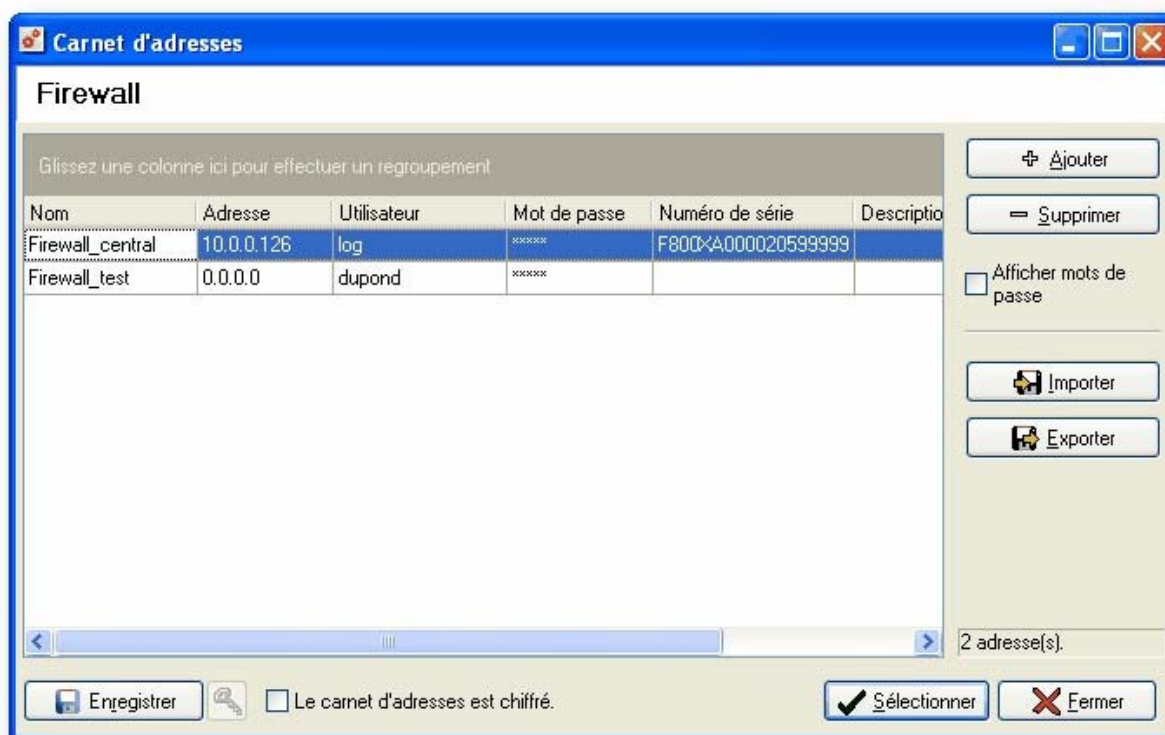 Carnet d'adresses
Firewall
Glissez une colonne ici pour effectuer un regroupement
Nom Adresse Utilisateur Mot de passe Numéro de série Descriptio
Firewall_central 10.0.0.126 log ***** F800XA000020599999
Firewall_test 0.0.0.0 dupond *****
Ajouter
Supprimer
Afficher mots de
passe
Importer
Exporter
2 adresse(s).
Enregistrer
Le carnet d'adresses est chiffré.
Sélectionner
Fermer